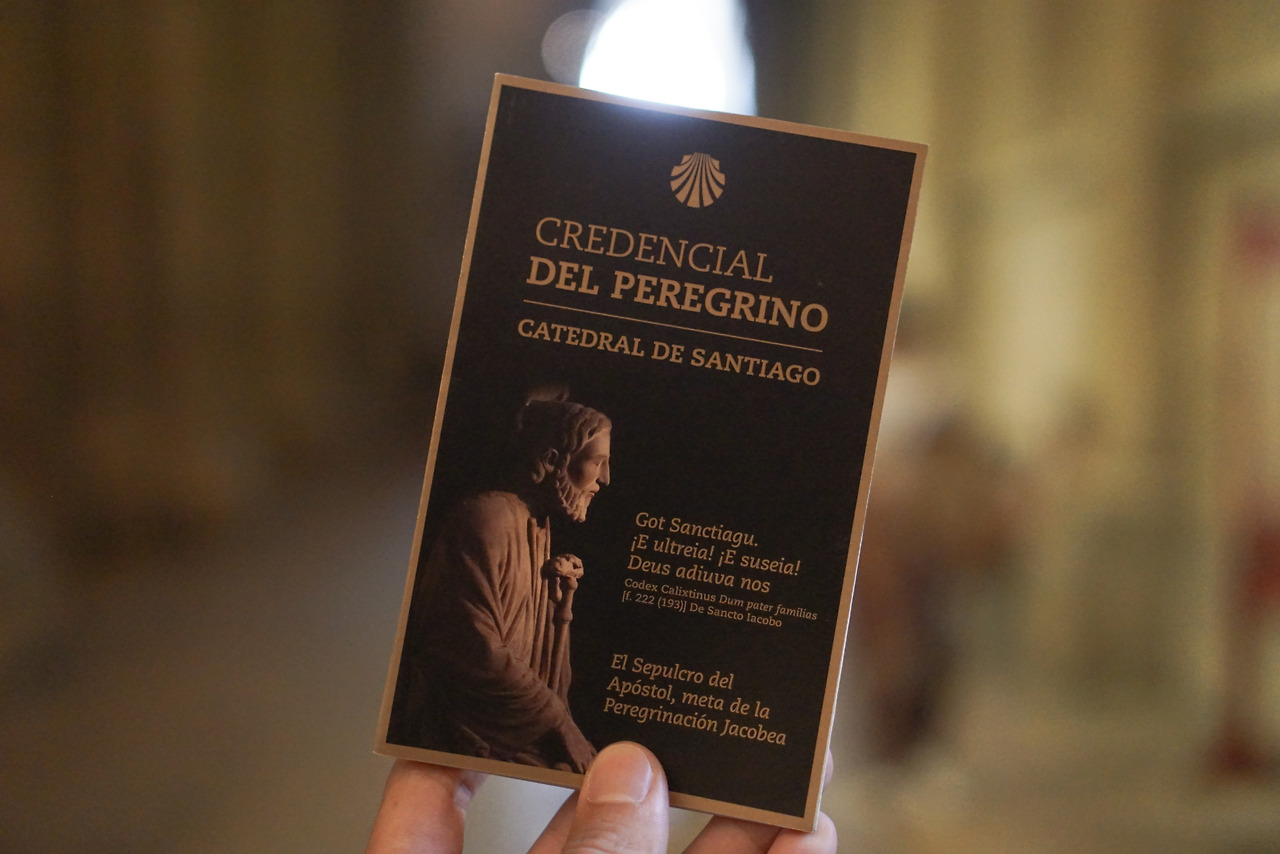 CREDENCIAL
DEL PEREGRINO
CATEDRAL DE SANTIAGO
Got Sanctiagu.
¡E ultreia! ¡E suseia!
Deus adiuva nos
Codex Calixtinus Dum pater familias
[f. 222 (193)] De Sancto Iacobo
El Sepulcro del
Apóstol, meta de la
Peregrinación Jacobea